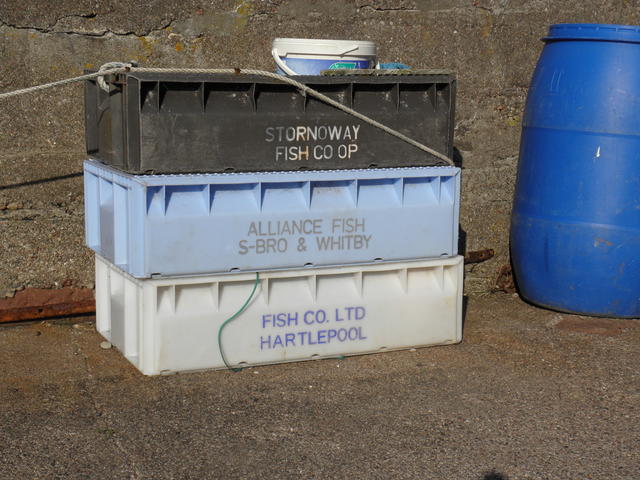 STORNOWAY
FISH CO OP
ALLIANCE FISH
S-BRO & WHITBY
FISH CO. LTD
HARTLEPOOL